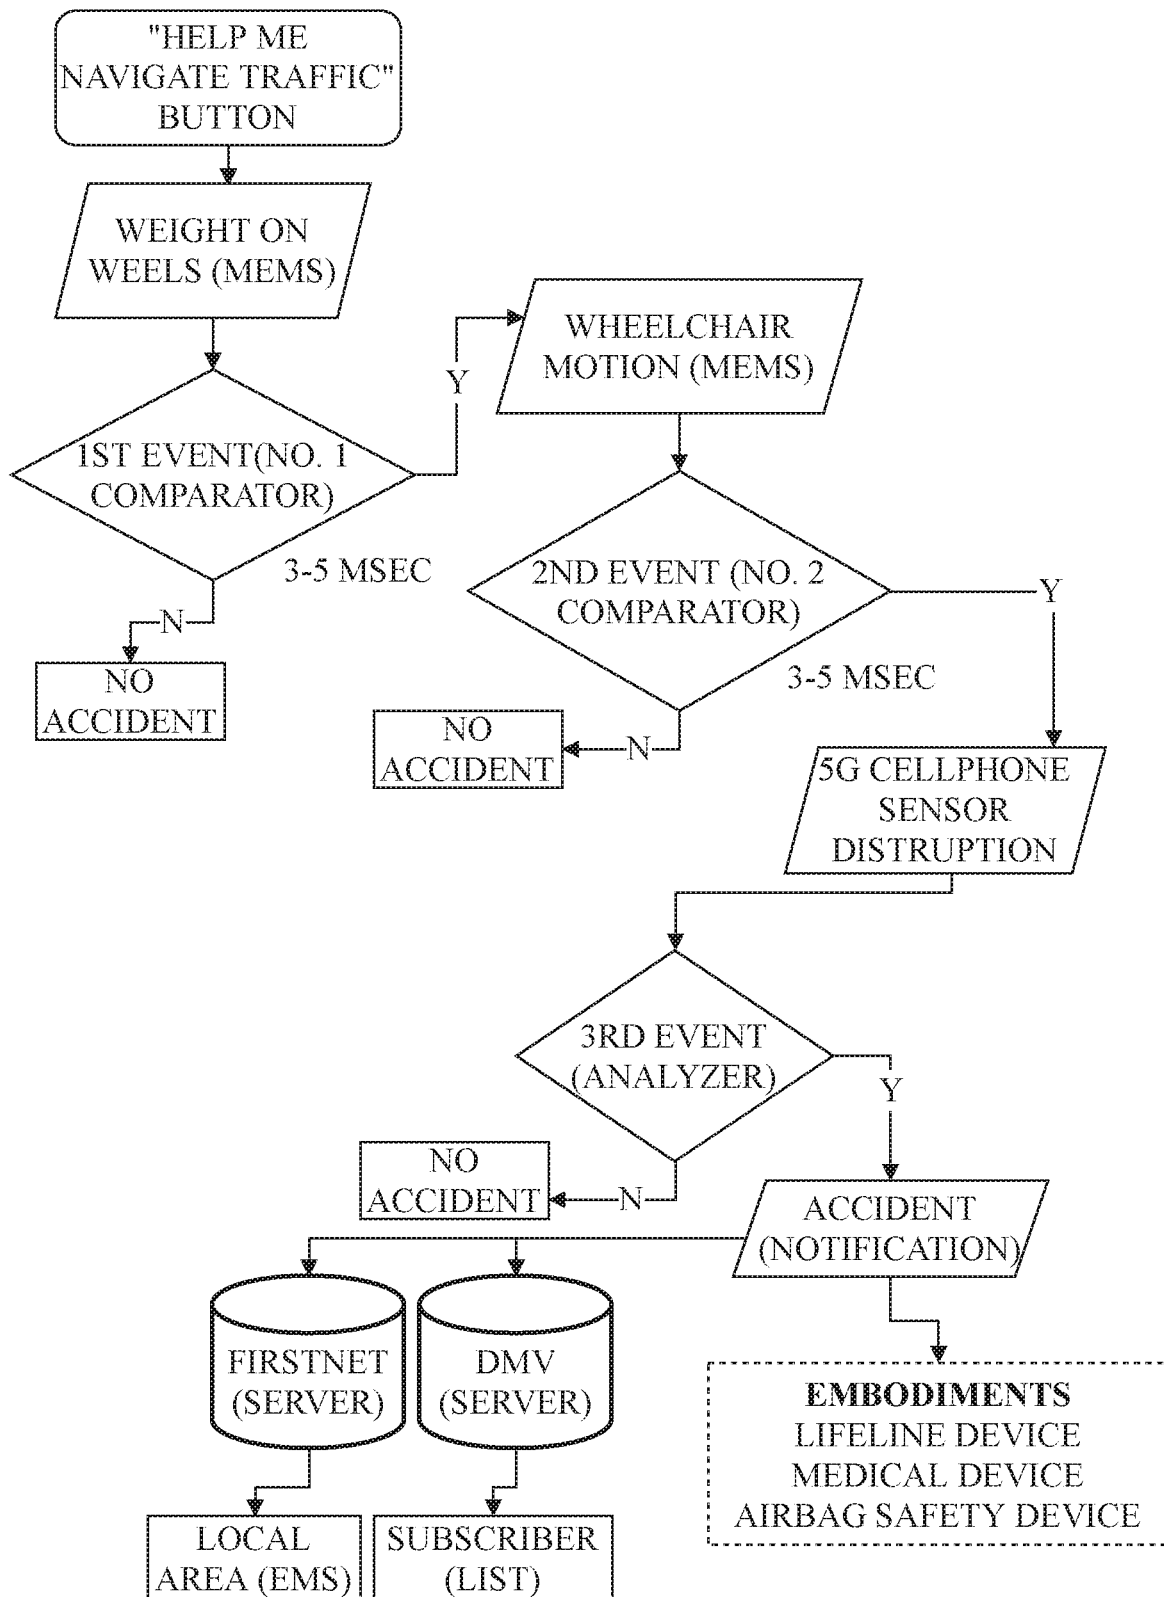 "HELP ME
NAVIGATE TRAFFIC"
BUTTON
WEIGHT ON
WEELS (MEMS)
WHEELCHAIR
MOTION (MEMS)
Y
1ST EVENT(NO. 1
COMPARATOR)
3-5 MSEC
N
NO
ACCIDENT
2ND EVENT (NO. 2
COMPARATOR)
Y
3-5 MSEC
N
NO
ACCIDENT
5G CELLPHONE
SENSOR
DISTRUPTION
3RD EVENT
(ANALYZER)
Y
N
NO
ACCIDENT
ACCIDENT
(NOTIFICATION)
FIRSTNET
(SERVER)
DMV
(SERVER)
EMBODIMENTS
LIFELINE DEVICE
MEDICAL DEVICE
AIRBAG SAFETY DEVICE
LOCAL
AREA (EMS)
SUBSCRIBER
(LIST)